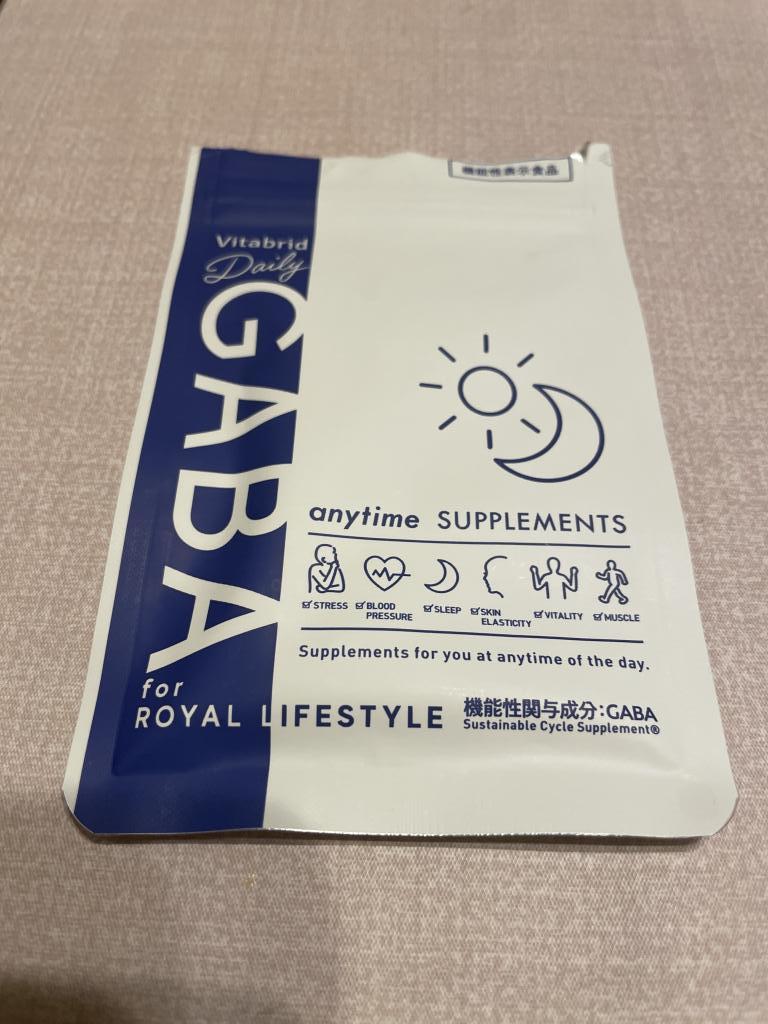 機能性表示食品
Vitabrid
Daily
GABA
anytime SUPPLEMENTS
STRESS
BLOOD
PRESSURE
SLEEP
SKIN
ELASTICITY
VITALITY
MUSCLE
Supplements for you at anytime of the day.
for
ROYAL LIFESTYLE
機能性関与成分:GABA
Sustainable Cycle Supplement®